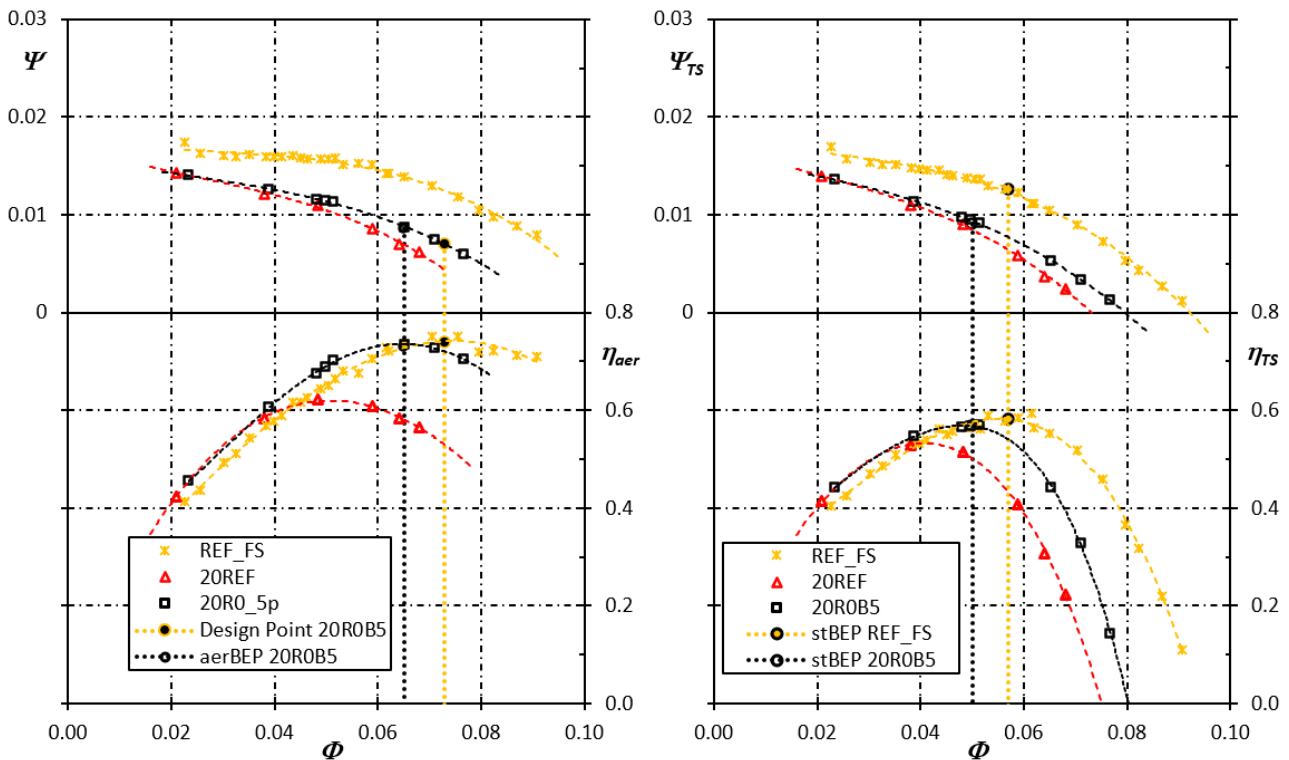 0.03
Ψ
0.02
0.01
0
0.8
η_aer
0.6
0.4
0.2
0.0
REF_FS
20REF
20R0_5p
Design Point 20R0B5
aerBEP 20R0B5
0.00 0.02 0.04 0.06 0.08 0.10
Φ
0.03
Ψ_TS
0.02
0.01
0
0.8
η_TS
0.6
0.4
0.2
0.0
REF_FS
20REF
20R0B5
stBEP REF_FS
stBEP 20R0B5
0.00 0.02 0.04 0.06 0.08 0.10
Φ